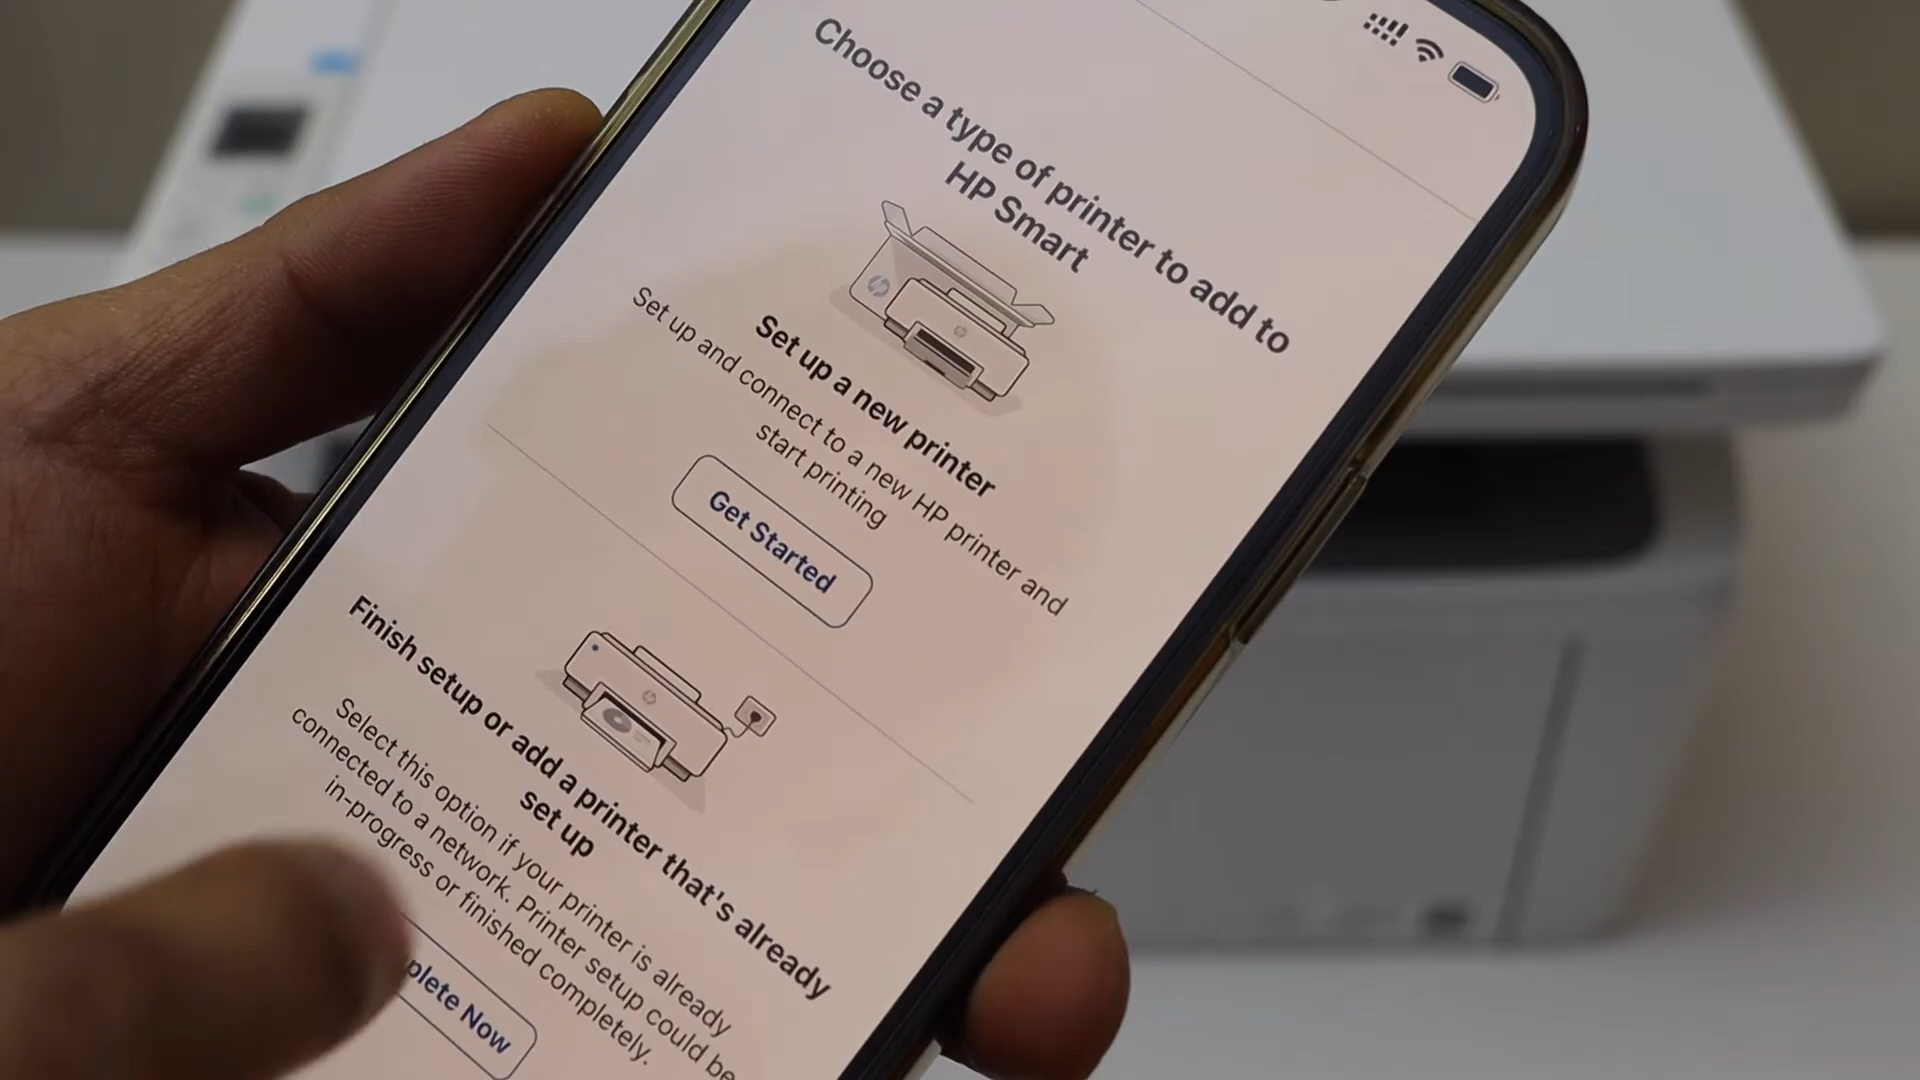 Choose a type of printer to add to
HP Smart
Set up a new printer
Set up and connect to a new HP printer and
start printing
Get Started
Finish setup or add a printer that's already
set up
Select this option if your printer is already
connected to a network. Printer setup could be
in-progress or finished completely.
Now